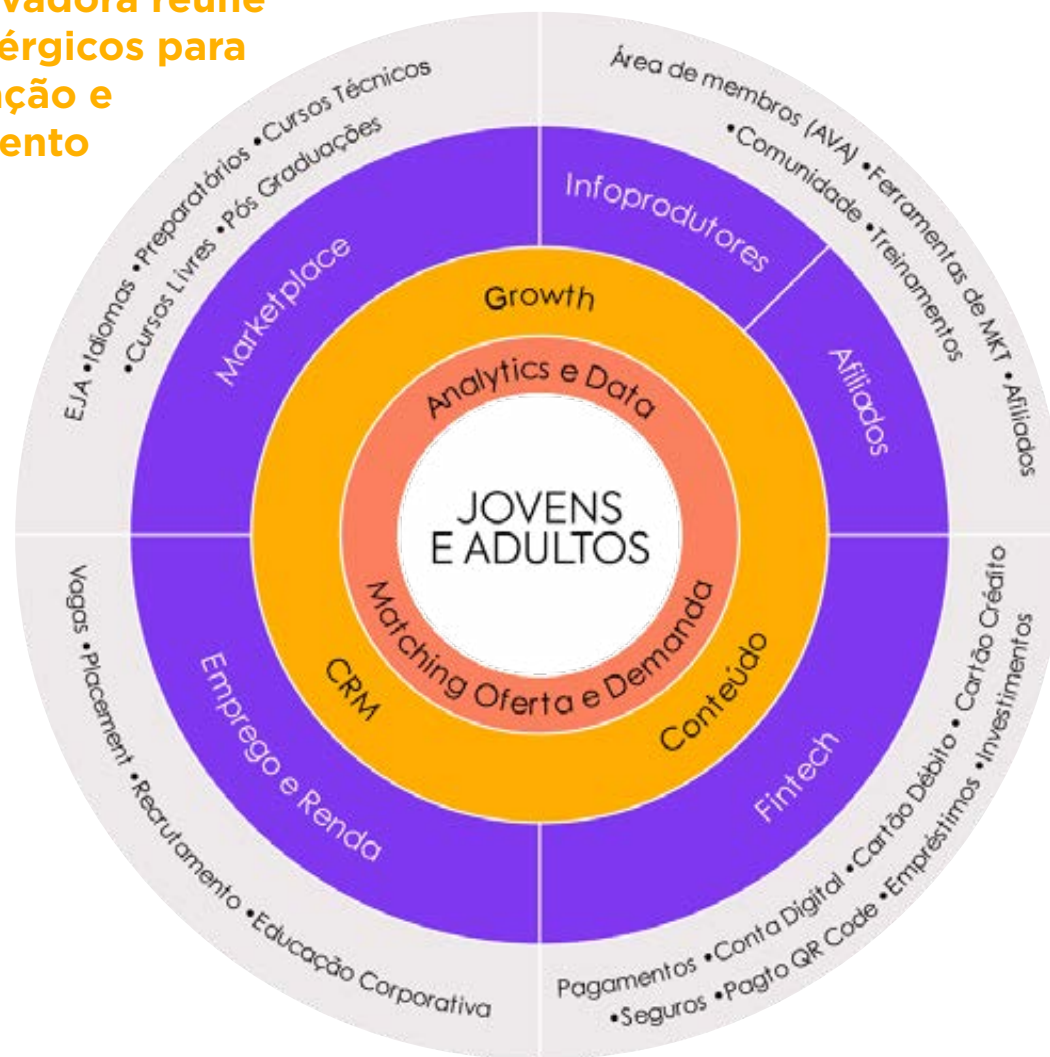 vadora reúne
érgicos para
ação e
ento
EJA •Idiomas •Preparatórios •Cursos Técnicos
•Cursos Livres •Pós Graduações
Área de membros (AVA) •Ferramentas de MKT •Afiliados
•Comunidade •Treinamentos
Marketplace
Infoprodutores
Afiliados
Growth
Analytics e Data
JOVENS
E ADULTOS
Matching Oferta e Demanda
CRM
Conteúdo
Emprego e Renda
Fintech
Vagas •Placement •Recrutamento •Educação Corporativa
Pagamentos •Conta Digital •Cartão Débito • Cartão Crédito
•Seguros •Pagto QR Code •Empréstimos •Investimentos